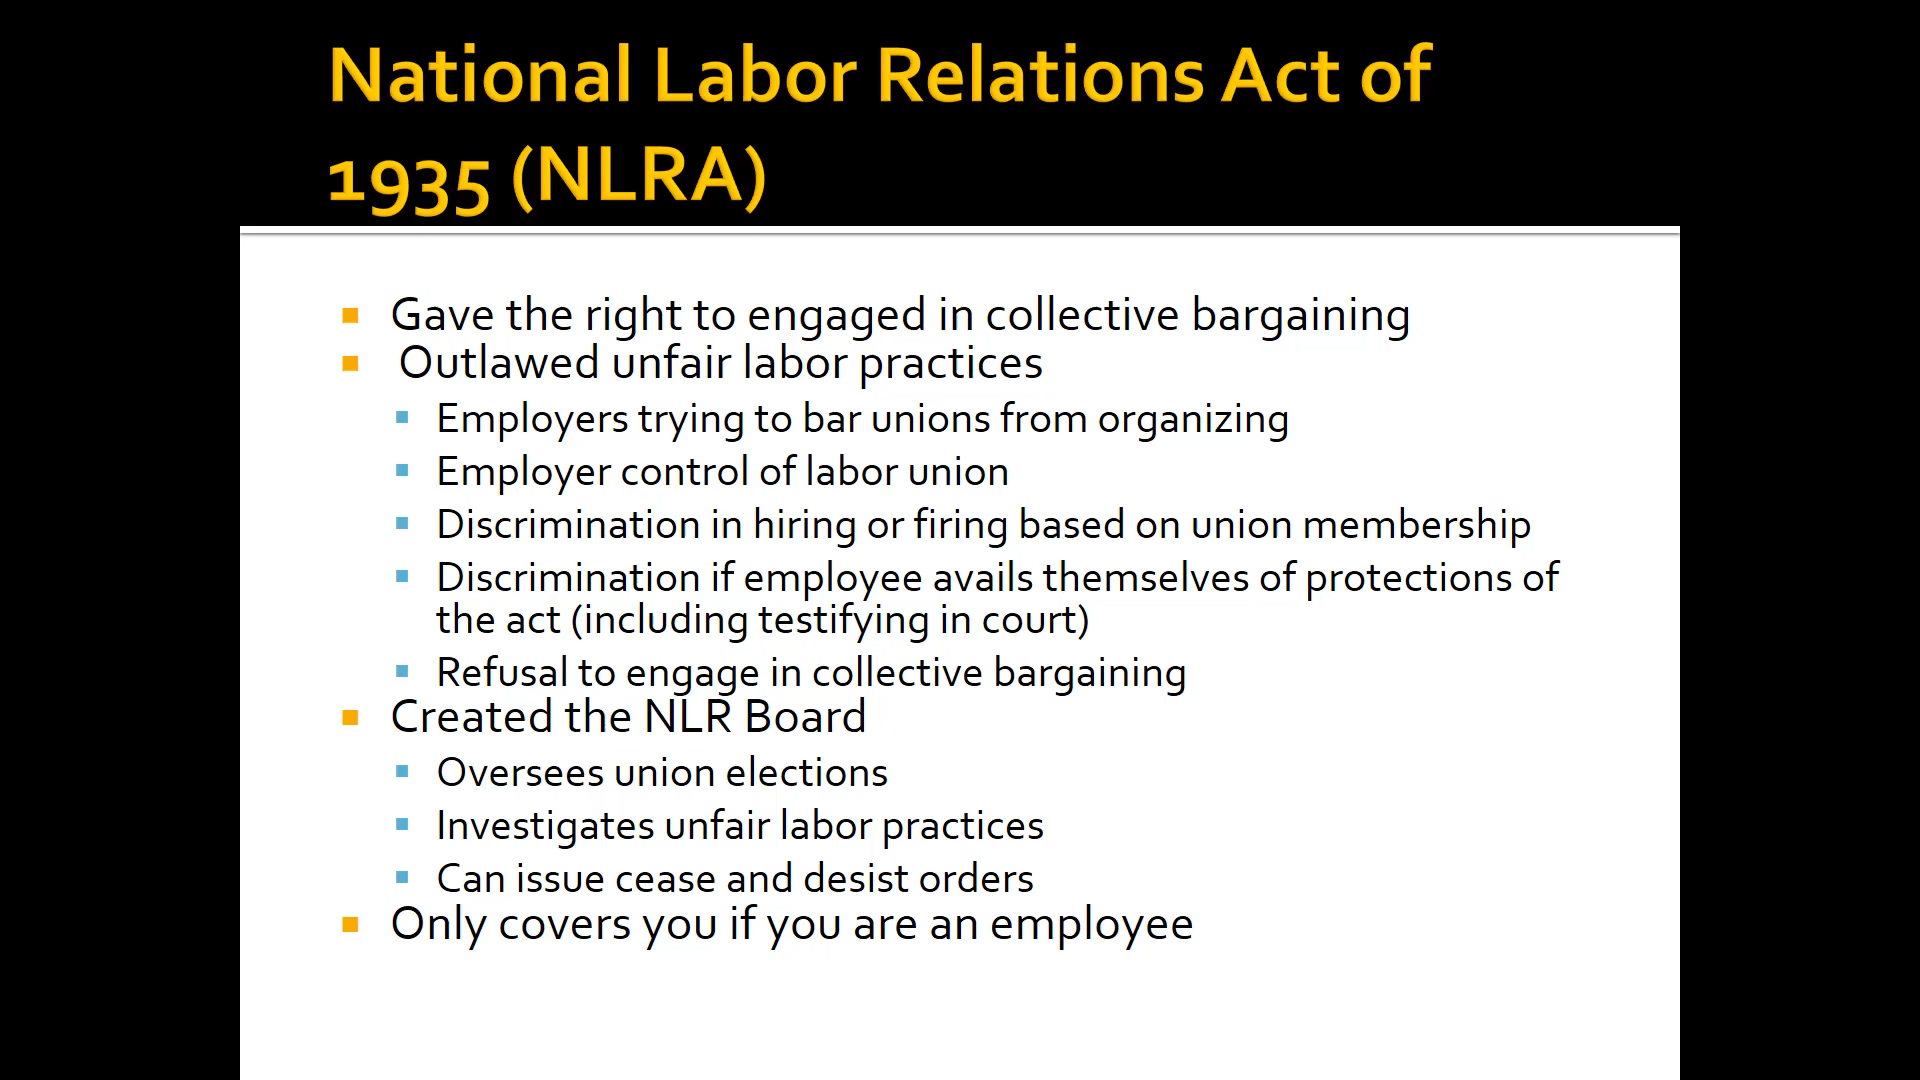 National Labor Relations Act of
1935 (NLRA)
Gave the right to engaged in collective bargaining
Outlawed unfair labor practices
Employers trying to bar unions from organizing
Employer control of labor union
Discrimination in hiring or firing based on union membership
Discrimination if employee avails themselves of protections of
the act (including testifying in court)
Refusal to engage in collective bargaining
Created the NLR Board
Oversees union elections
Investigates unfair labor practices
Can issue cease and desist orders
Only covers you if you are an employee